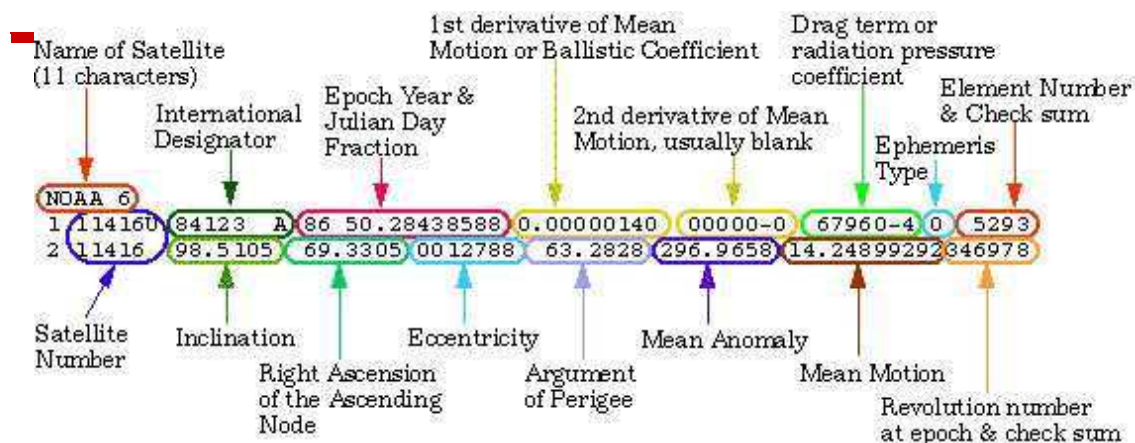 Name of Satellite
(11 characters)
International
Designator
Epoch Year &
Julian Day
Fraction
1st derivative of Mean
Motion or Ballistic Coefficient
2nd derivative of Mean
Motion, usually blank
Drag term or
radiation pressure
coefficient
Ephemeris
Type
Element Number
& Check sum
NOAA 6
1 11416U 84123 A 86 50.28438588 0.00000140 00000-0 67960-4 0 5293
2 11416 98.5105 69.3305 0012788 63.2828 296.9658 14.24899292 346978
Satellite
Number
Inclination
Right Ascension
of the Ascending
Node
Eccentricity
Argument
of Perigee
Mean Anomaly
Mean Motion
Revolution number
at epoch & check sum